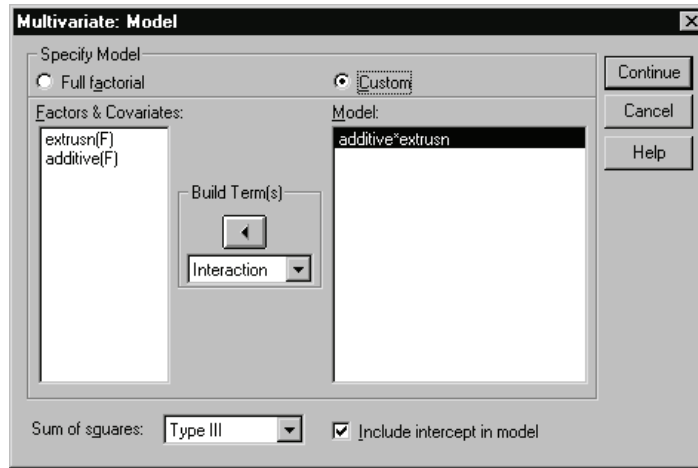 Multivariate: Model
Specify Model
Full factorial
Custom
Continue
Cancel
Help
Factors & Covariates:
extrusn(F)
additive(F)
Build Term(s)
Interaction
Model:
additive*extrusn
Sum of squares:
Type III
Include intercept in model